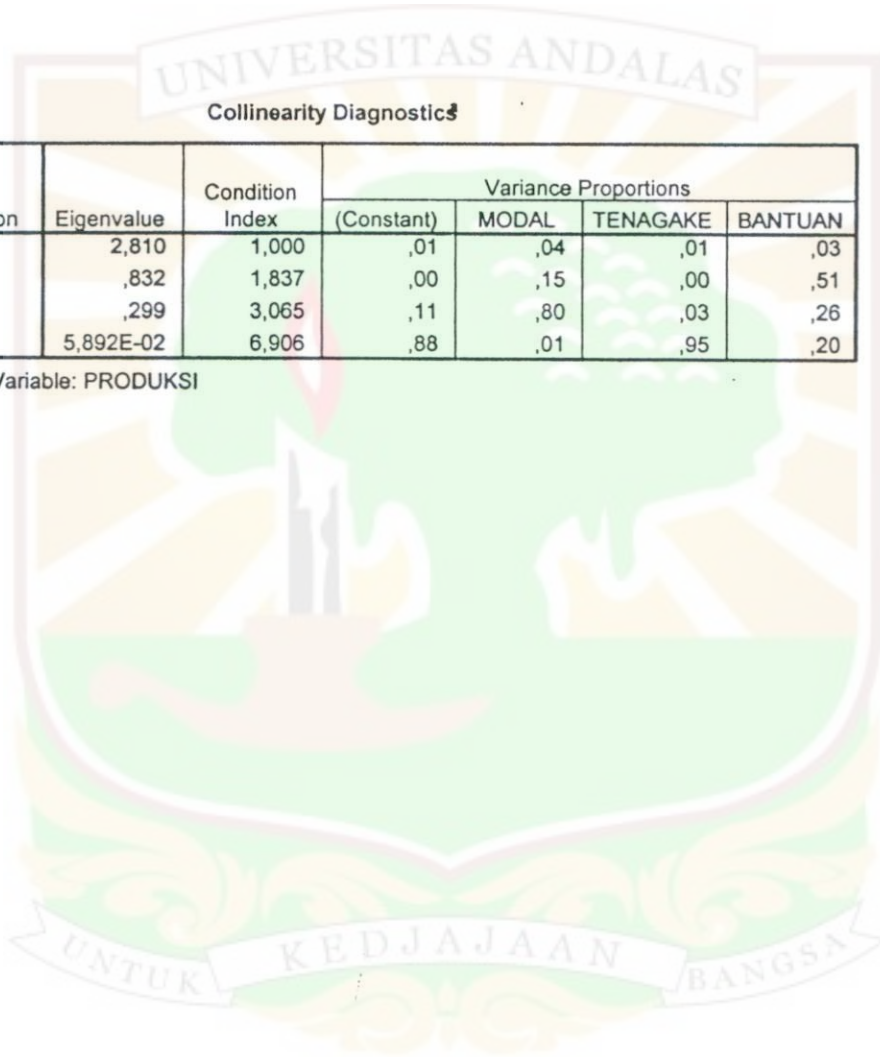 UNIVERSITAS ANDALAS
Collinearity Diagnostics
Variance Proportions
Condition
on Eigenvalue Index (Constant) MODAL TENAGAKE BANTUAN
2,810 1,000 ,01 ,04 ,01 ,03
,832 1,837 ,00 ,15 ,00 ,51
,299 3,065 ,11 ,80 ,03 ,26
5,892E-02 6,906 ,88 ,01 ,95 ,20
Variable: PRODUKSI
UNTUK KEDJAJAAN BANGSA